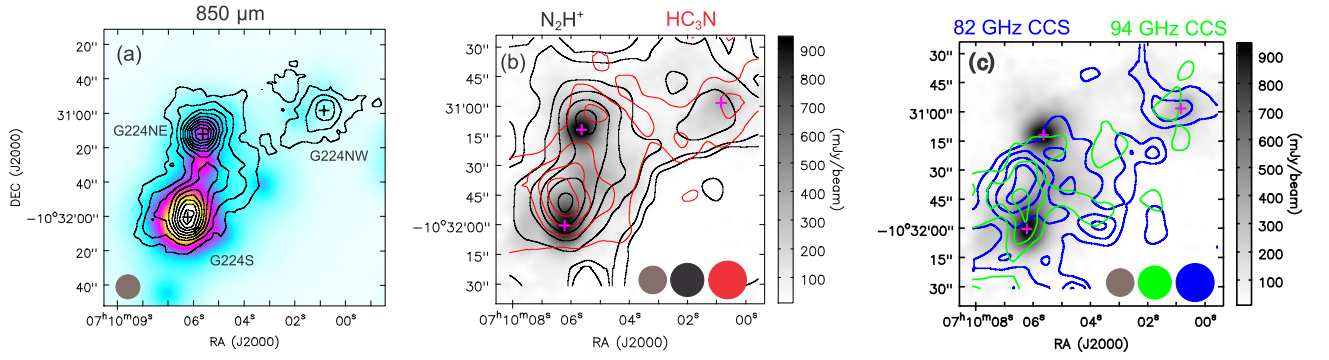 850 μm
(a)
G224NE
G224NW
G224S
DEC (J2000)
20''
40''
31'00''
20''
40''
−10°32'00''
20''
40''
07ʰ10ᵐ09ˢ
06ˢ
02ˢ
00ˢ
RA (J2000)
N₂H⁺
HC₃N
(b)
30''
31'00''
15''
30''
45''
−10°32'00''
15''
30''
07ʰ10ᵐ08ˢ
06ˢ
04ˢ
02ˢ
00ˢ
RA (J2000)
900
800
700
600
500
400
300
200
100
(mJy/beam)
82 GHz CCS
94 GHz CCS
(c)
30''
45''
31'00''
15''
30''
45''
−10°32'00''
15''
30''
07ʰ10ᵐ08ˢ
06ˢ
04ˢ
02ˢ
00ˢ
RA (J2000)
900
800
700
600
500
400
300
200
100
(mJy/beam)